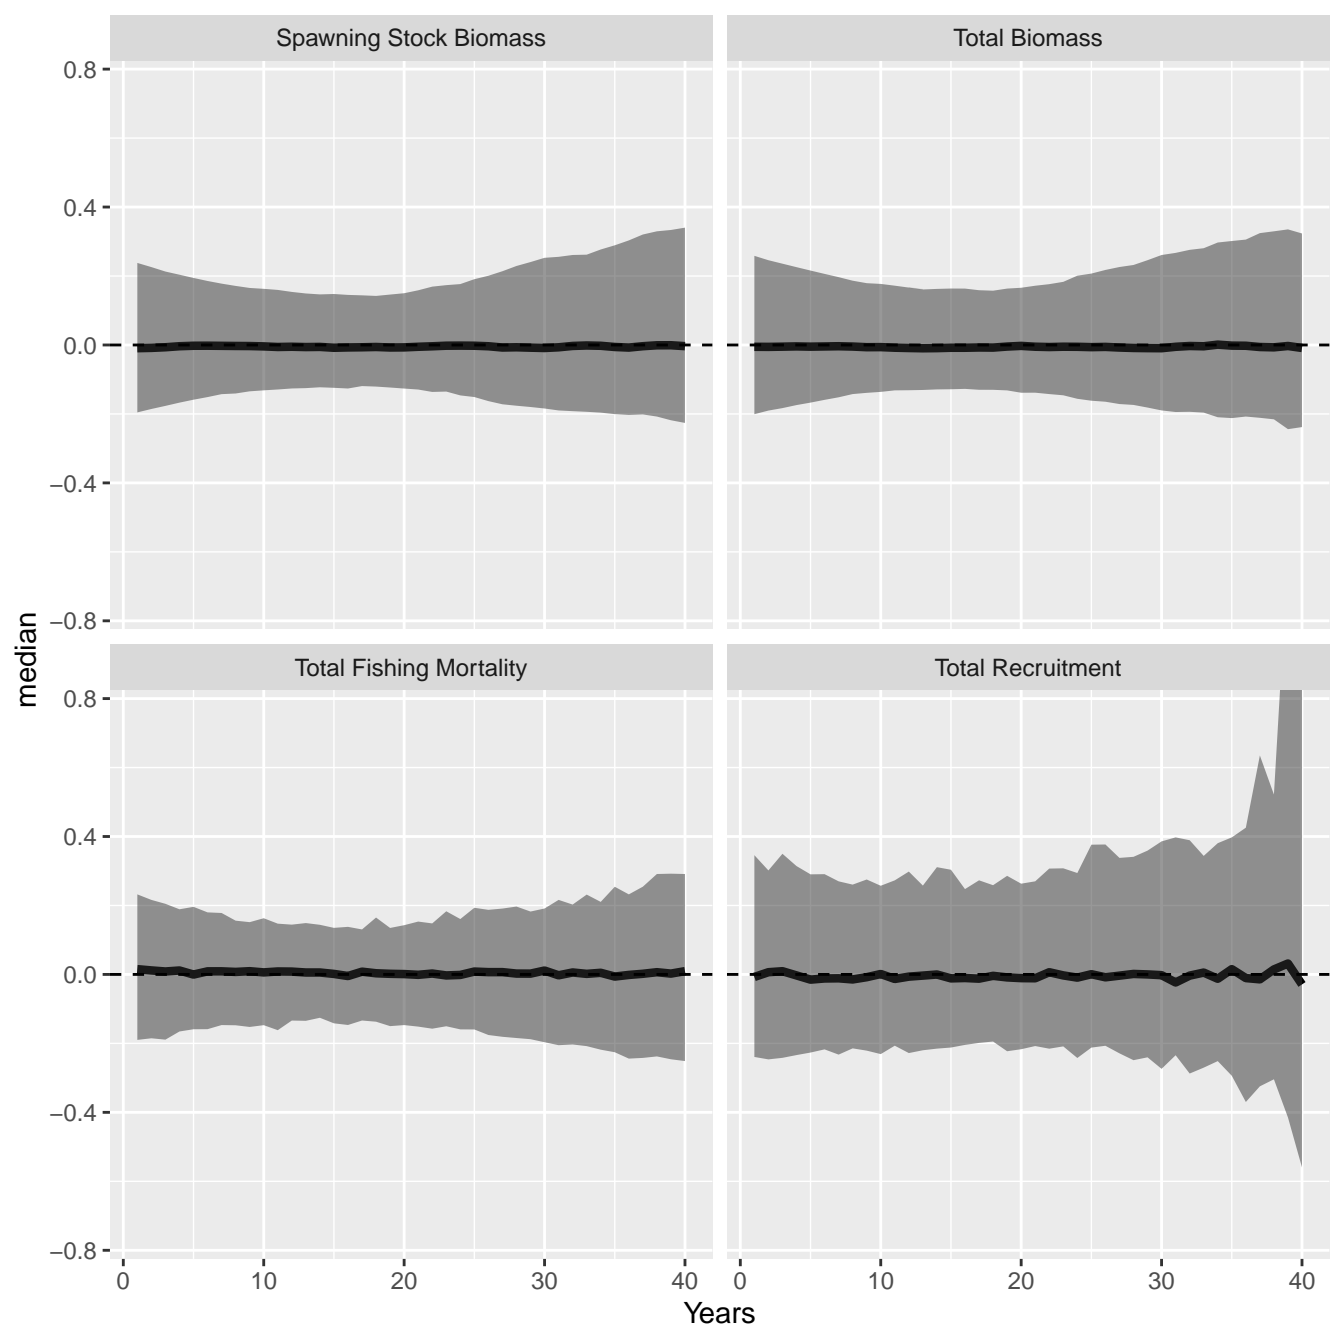 Spawning Stock Biomass
Total Biomass
0.8
0.4
0.0
−0.4
−0.8
median
Total Fishing Mortality
Total Recruitment
0.8
0.4
0.0
−0.4
−0.8
0 10 20 30 40
0 10 20 30 40
Years